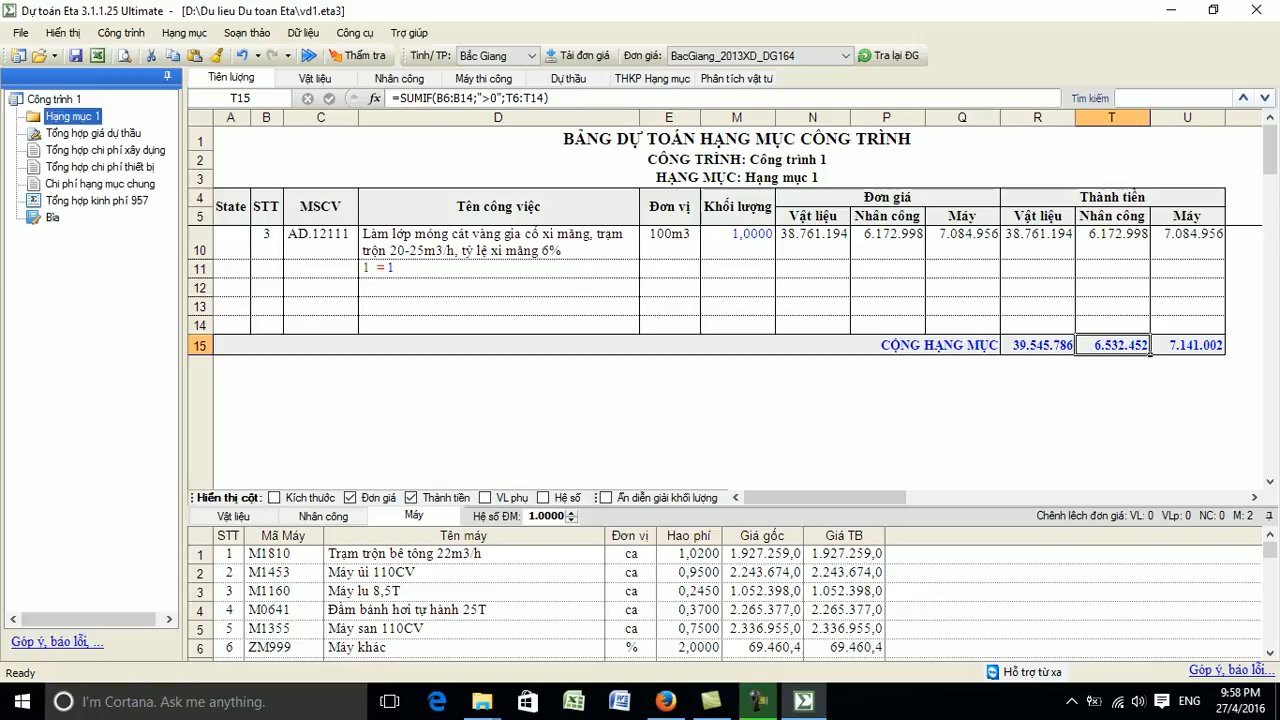 Dự toán Eta 3.1.1.25 Ultimate - [D:\Du lieu Du toan Eta\vd1.eta3]
File Hiển thị Công trình Hạng mục Soạn thảo Dữ liệu Công cụ Trợ giúp
Thẩm tra Tỉnh/TP: Bắc Giang Tải đơn giá Đơn giá: BacGiang_2013XD_DG164 Tra lại ĐG
Tiên lượng Vật liệu Nhân công Máy thi công Dự thầu THKP Hạng mục Phân tích vật tư
T15 fx =SUMIF(B6:B14;">0";T6:T14) Tìm kiếm
Công trình 1
Hạng mục 1
Tổng hợp giá dự thầu
Tổng hợp chi phí xây dựng
Tổng hợp chi phí thiết bị
Chi phí hạng mục chung
Tổng hợp kinh phí 957
Bìa
Góp ý, báo lỗi, ...
A B C D E M N P Q R T U
1 BẢNG DỰ TOÁN HẠNG MỤC CÔNG TRÌNH
2 CÔNG TRÌNH: Công trình 1
3 HẠNG MỤC: Hạng mục 1
4 State STT MSCV Tên công việc Đơn vị Khối lượng Đơn giá Thành tiền
5 Vật liệu Nhân công Máy Vật liệu Nhân công Máy
10 3 AD.12111 Làm lớp móng cát vàng gia cố xi măng, trạm 100m3 1,0000 38.761.194 6.172.998 7.084.956 38.761.194 6.172.998 7.084.956
trộn 20-25m3/h, tỷ lệ xi măng 6%
11 1 = 1
12
13
14
15 CỘNG HẠNG MỤC 39.545.786 6.532.452 7.141.002
Hiển thị cột: Kích thước Đơn giá Thành tiền VL phụ Hệ số Ẩn diễn giải khối lượng
Vật liệu Nhân công Máy Hệ số ĐM: 1.0000 Chênh lệch đơn giá: VL: 0 VLp: 0 NC: 0 M: 2
STT Mã Máy Tên máy Đơn vị Hao phí Giá gốc Giá TB
1 1 M1810 Trạm trộn bê tông 22m3/h ca 1,0200 1.927.259,0 1.927.259,0
2 2 M1453 Máy ủi 110CV ca 0,9500 2.243.674,0 2.243.674,0
3 3 M1160 Máy lu 8,5T ca 0,2450 1.052.398,0 1.052.398,0
4 4 M0641 Đầm bánh hơi tự hành 25T ca 0,3700 2.265.377,0 2.265.377,0
5 5 M1355 Máy san 110CV ca 0,7500 2.336.955,0 2.336.955,0
6 6 ZM999 Máy khác % 2,0000 69.460,4 69.460,4
Ready Hỗ trợ từ xa Góp ý, báo lỗi...
I'm Cortana. Ask me anything. ENG 9:58 PM
27/4/2016